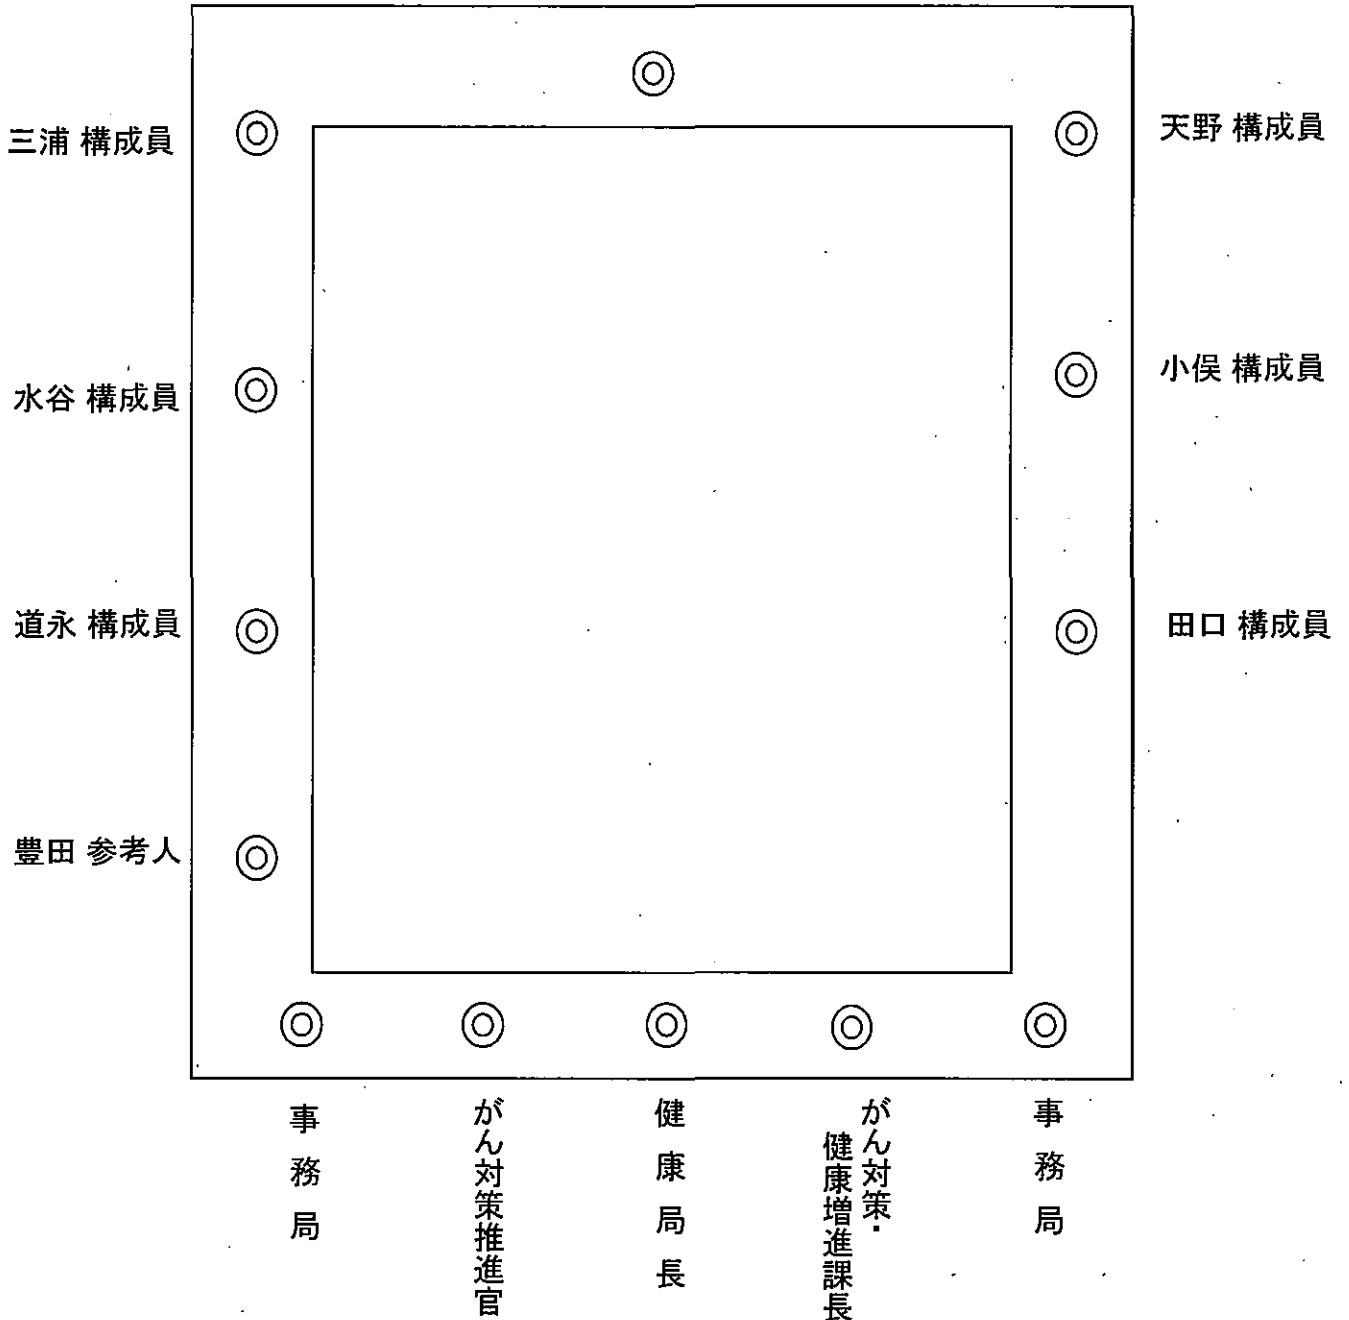 三浦 構成員
天野 構成員
水谷 構成員
小俣 構成員
道永 構成員
田口 構成員
豊田 参考人
事務局
がん対策推進官
健康局長
がん対策・
健康増進課長
事務局